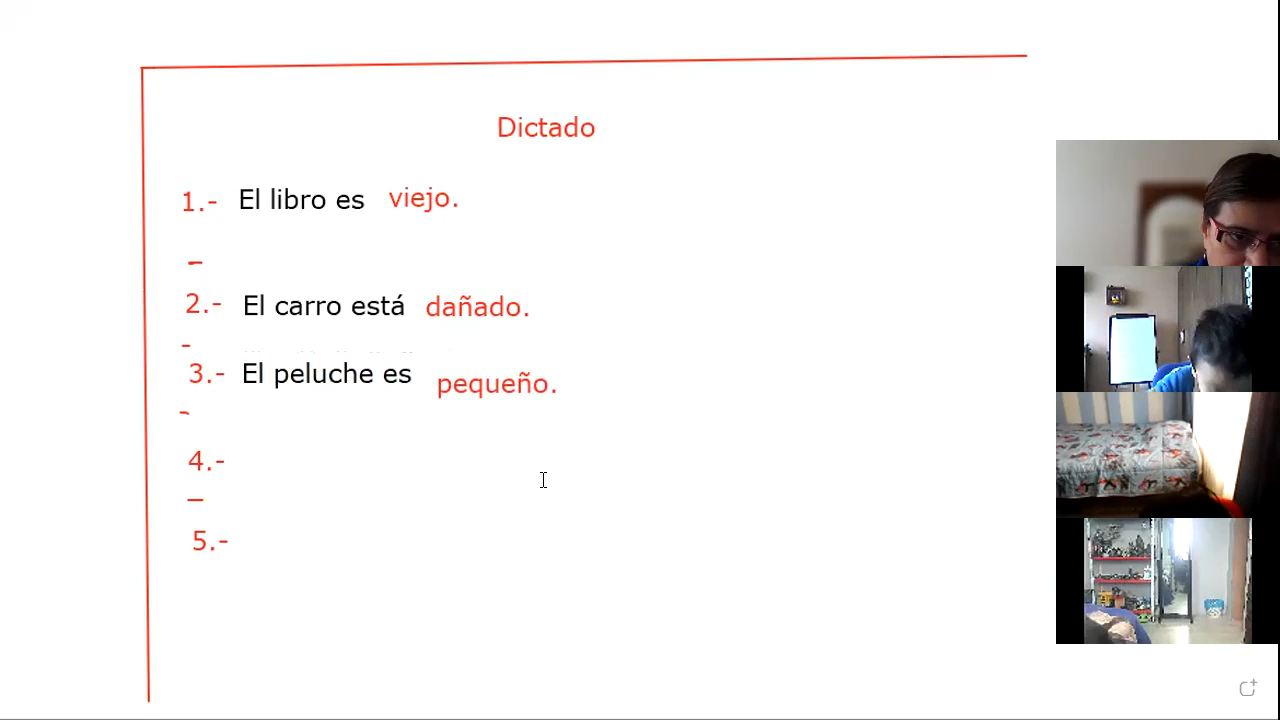 Dictado
1.- El libro es viejo.
-
2.- El carro está dañado.
-
3.- El peluche es pequeño.
-
4.-
-
5.-